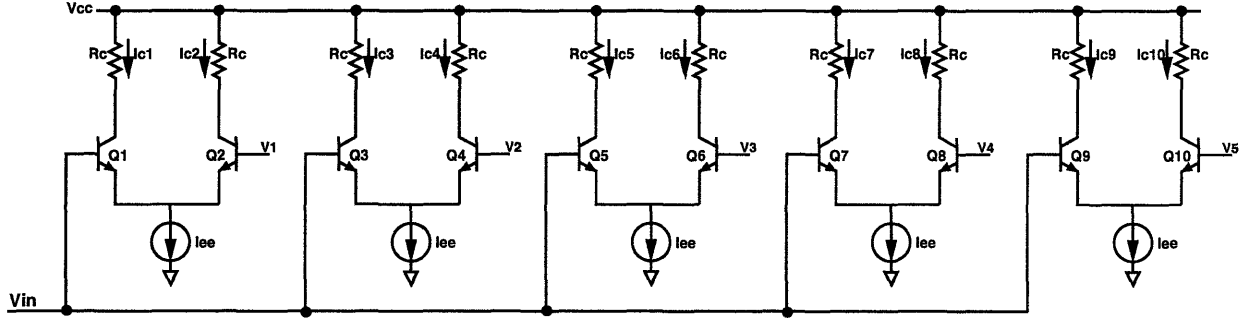 Vcc
Rc Ic1 Ic2 Rc Rc Ic3 Ic4 Rc Rc Ic5 Ic6 Rc Rc Ic7 Ic8 Rc Rc Ic9 Ic10 Rc
Q1 Q2 V1 Q3 Q4 V2 Q5 Q6 V3 Q7 Q8 V4 Q9 Q10 V5
Iee Iee Iee Iee Iee
Vin